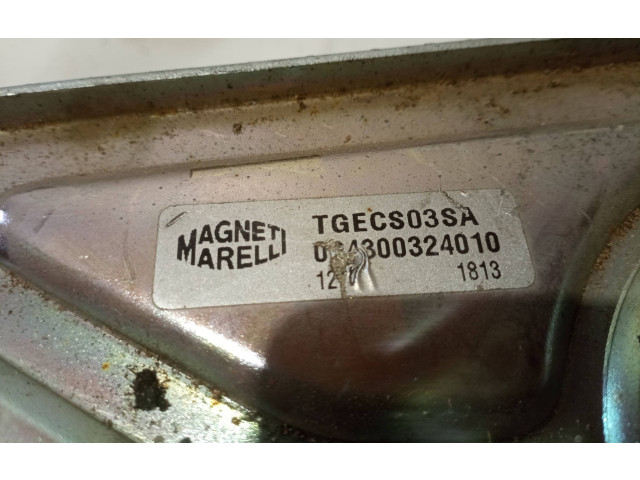 MAGNETI
MARELLI
TGECS03SA
1813